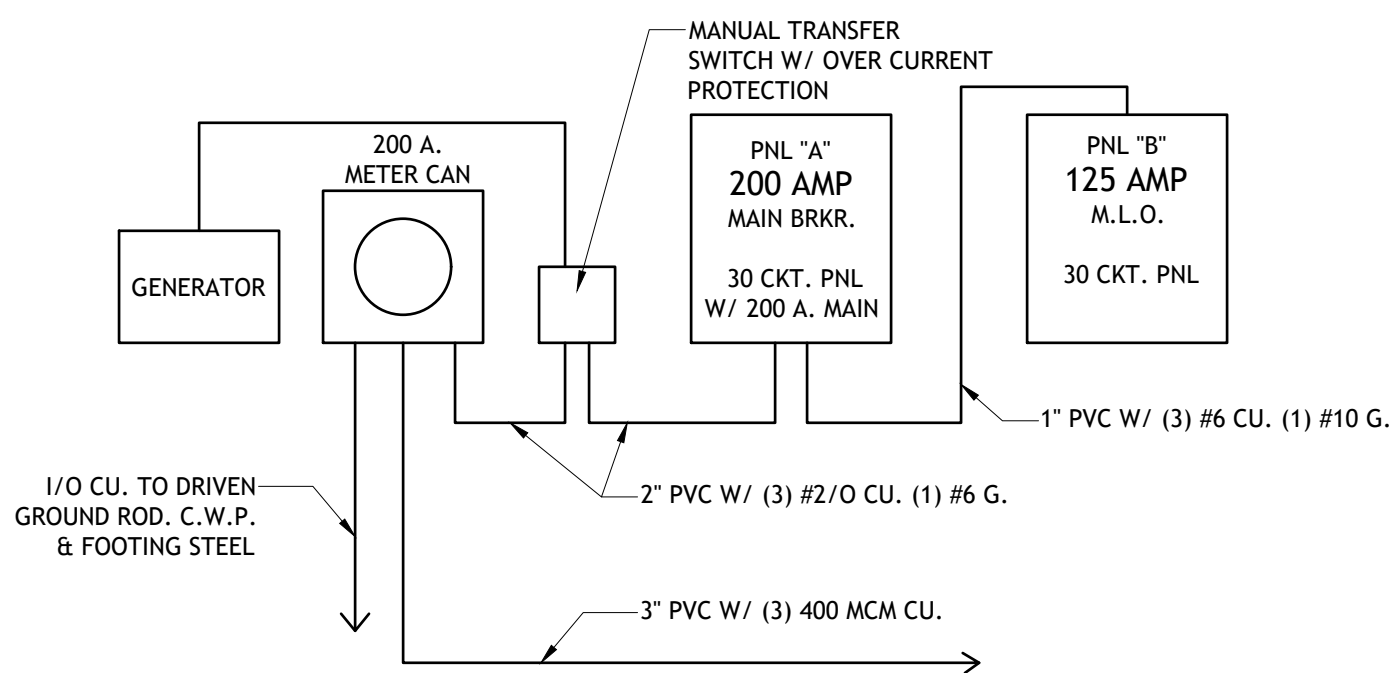 MANUAL TRANSFER
SWITCH W/ OVER CURRENT
PROTECTION
200 A.
METER CAN
GENERATOR
PNL "A"
200 AMP
MAIN BRKR.
30 CKT. PNL
W/ 200 A. MAIN
PNL "B"
125 AMP
M.L.O.
30 CKT. PNL
1" PVC W/ (3) #6 CU. (1) #10 G.
2" PVC W/ (3) #2/O CU. (1) #6 G.
I/O CU. TO DRIVEN
GROUND ROD. C.W.P.
& FOOTING STEEL
3" PVC W/ (3) 400 MCM CU.